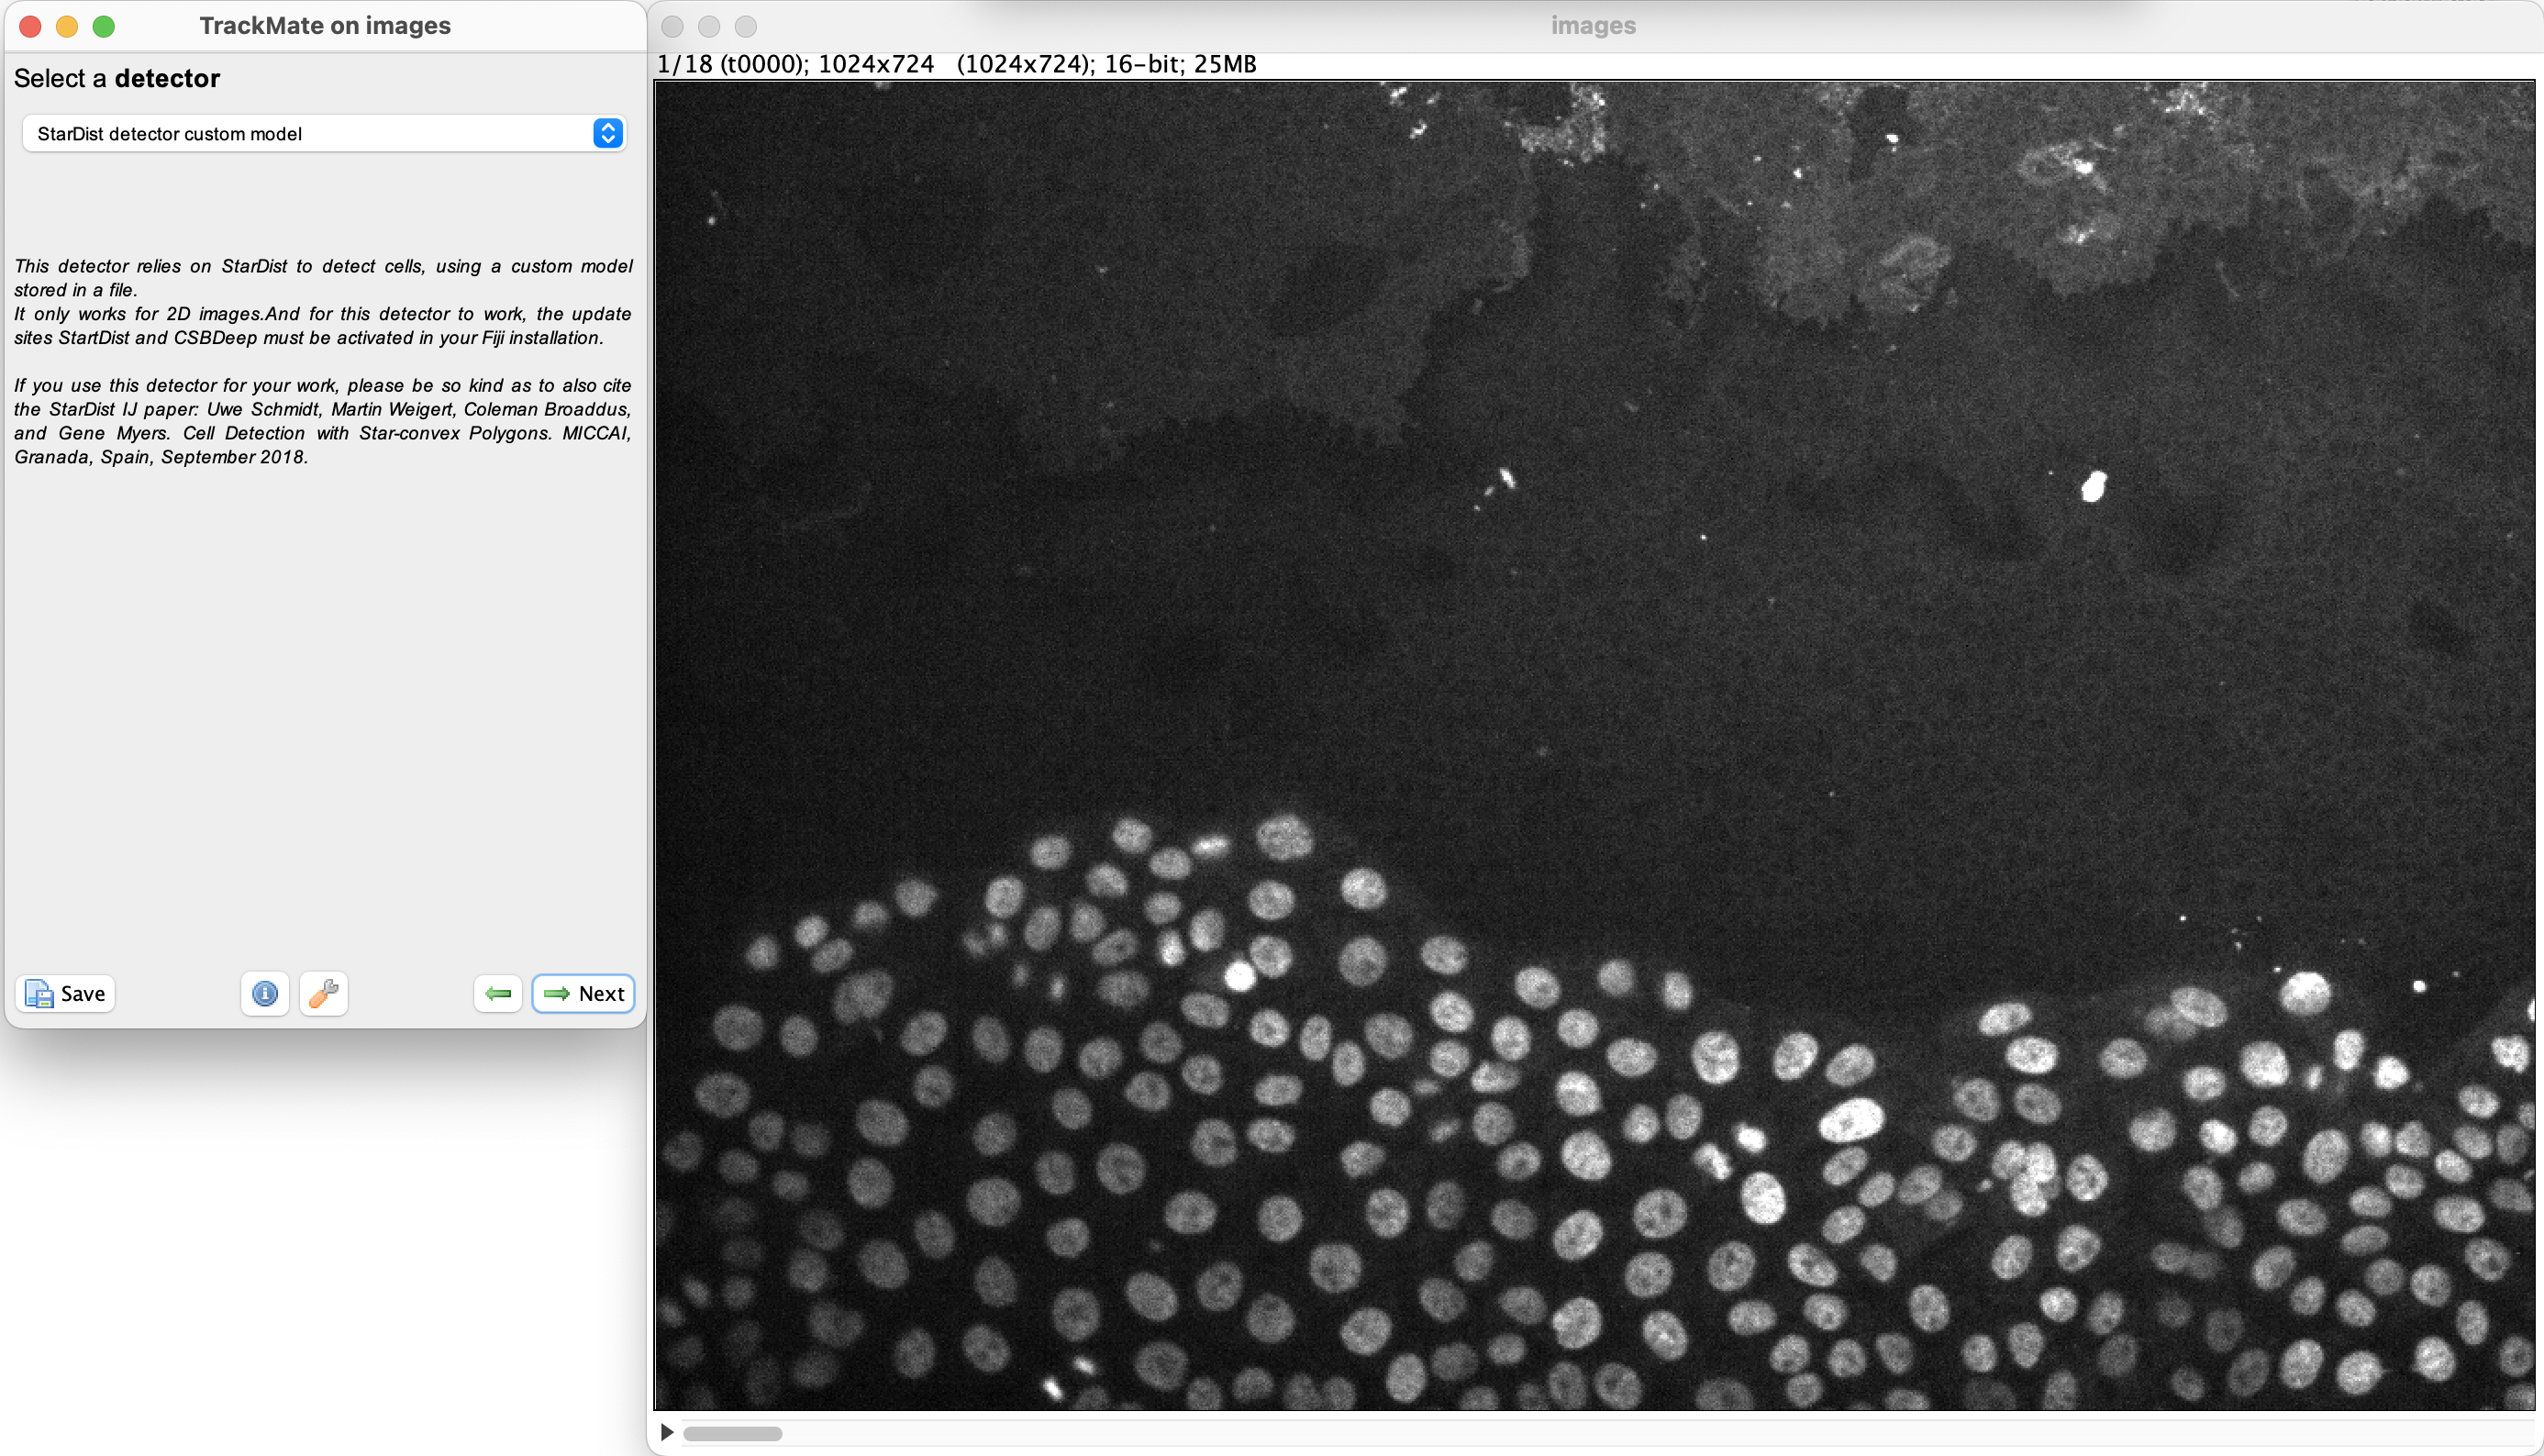 TrackMate on images
Select a detector
StarDist detector custom model
This detector relies on StarDist to detect cells, using a custom model
stored in a file.
It only works for 2D images.And for this detector to work, the update
sites StartDist and CSBDeep must be activated in your Fiji installation.
If you use this detector for your work, please be so kind as to also cite
the StarDist IJ paper: Uwe Schmidt, Martin Weigert, Coleman Broaddus,
and Gene Myers. Cell Detection with Star-convex Polygons. MICCAI,
Granada, Spain, September 2018.
Save
Next
images
1/18 (t0000); 1024x724 (1024x724); 16-bit; 25MB